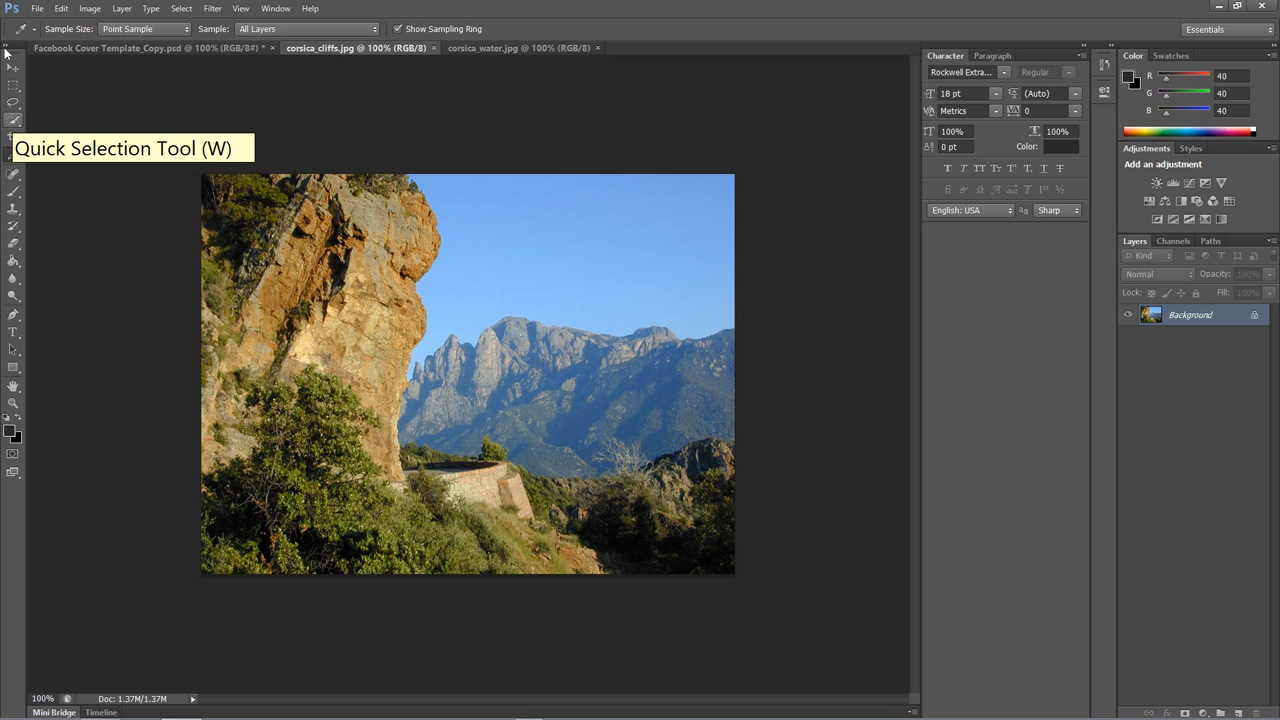 Ps File Edit Image Layer Type Select Filter View Window Help
Sample Size: Point Sample Sample: All Layers Show Sampling Ring Essentials
Facebook Cover Template_Copy.psd @ 100% (RGB/8#) * corsica_cliffs.jpg @ 100% (RGB/8) corsica_water.jpg @ 100% (RGB/8)
Quick Selection Tool (W)
Character Paragraph
Rockwell Extra... Regular
18 pt (Auto)
Metrics 0
100% 100%
0 pt Color:
English: USA Sharp
Color Swatches
R 40
G 40
B 40
Adjustments Styles
Add an adjustment
Layers Channels Paths
Kind
Normal Opacity: 100%
Lock: Fill: 100%
Background
100% Doc: 1.37M/1.37M
Mini Bridge Timeline